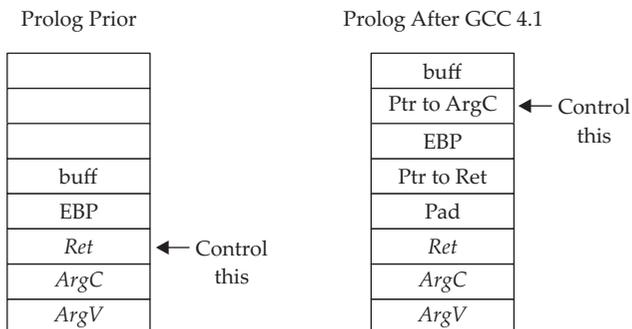 Prolog Prior
buff
EBP
Ret
Control
this
ArgC
ArgV
Prolog After GCC 4.1
buff
Ptr to ArgC
Control
this
EBP
Ptr to Ret
Pad
Ret
ArgC
ArgV